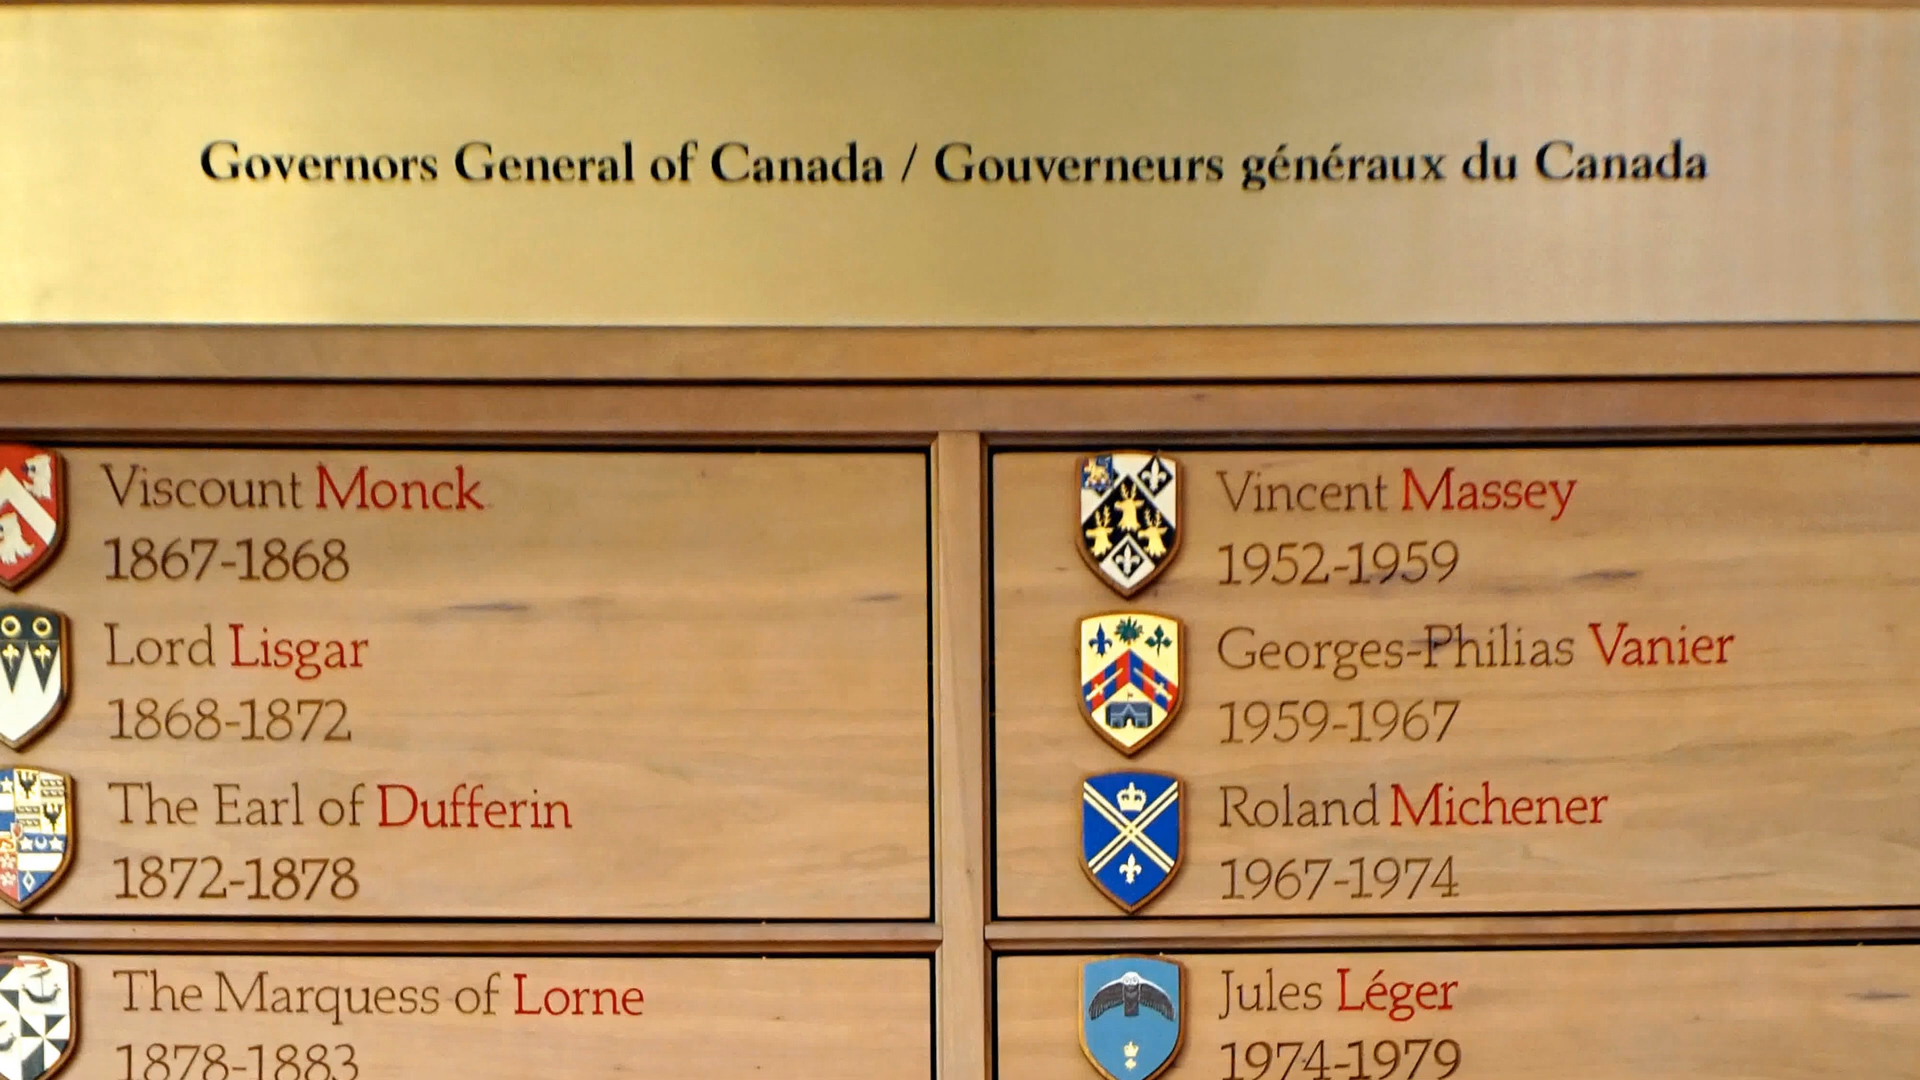 Governors General of Canada / Gouverneurs généraux du Canada
Viscount Monck
1867-1868
Lord Lisgar
1868-1872
The Earl of Dufferin
1872-1878
The Marquess of Lorne
1878-1883
Vincent Massey
1952-1959
Georges-Philias Vanier
1959-1967
Roland Michener
1967-1974
Jules Léger
1974-1979